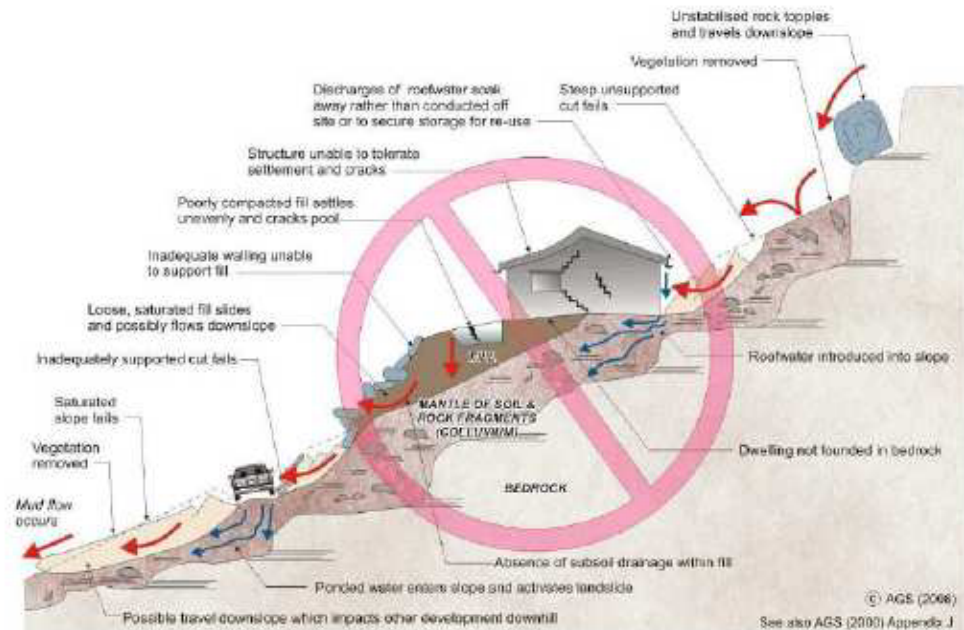 Unstabilised rock topples
and travels downslope
Vegetation removed
Discharges of roofwater soak
away rather than conducted off
site or to secure storage for re-use
Steep unsupported
cut fails
Structure unable to tolerate
settlement and cracks
Poorly compacted fill settles
unevenly and cracks pool
Inadequate walling unable
to support fill
Loose, saturated fill slides
and possibly flows downslope
Inadequately supported cut fails
Saturated
slope fails
Vegetation
removed
Mud flow
occurs
FILL
MANTLE OF SOIL &
ROCK FRAGMENTS
(COLLUVIUM)
BEDROCK
Roofwater introduced into slope
Dwelling not founded in bedrock
Absence of subsoil drainage within fill
Ponded water enters slope and activates landslide
Possible travel downslope which impacts other development downhill
© AGS (2006)
See also AGS (2000) Appendix J